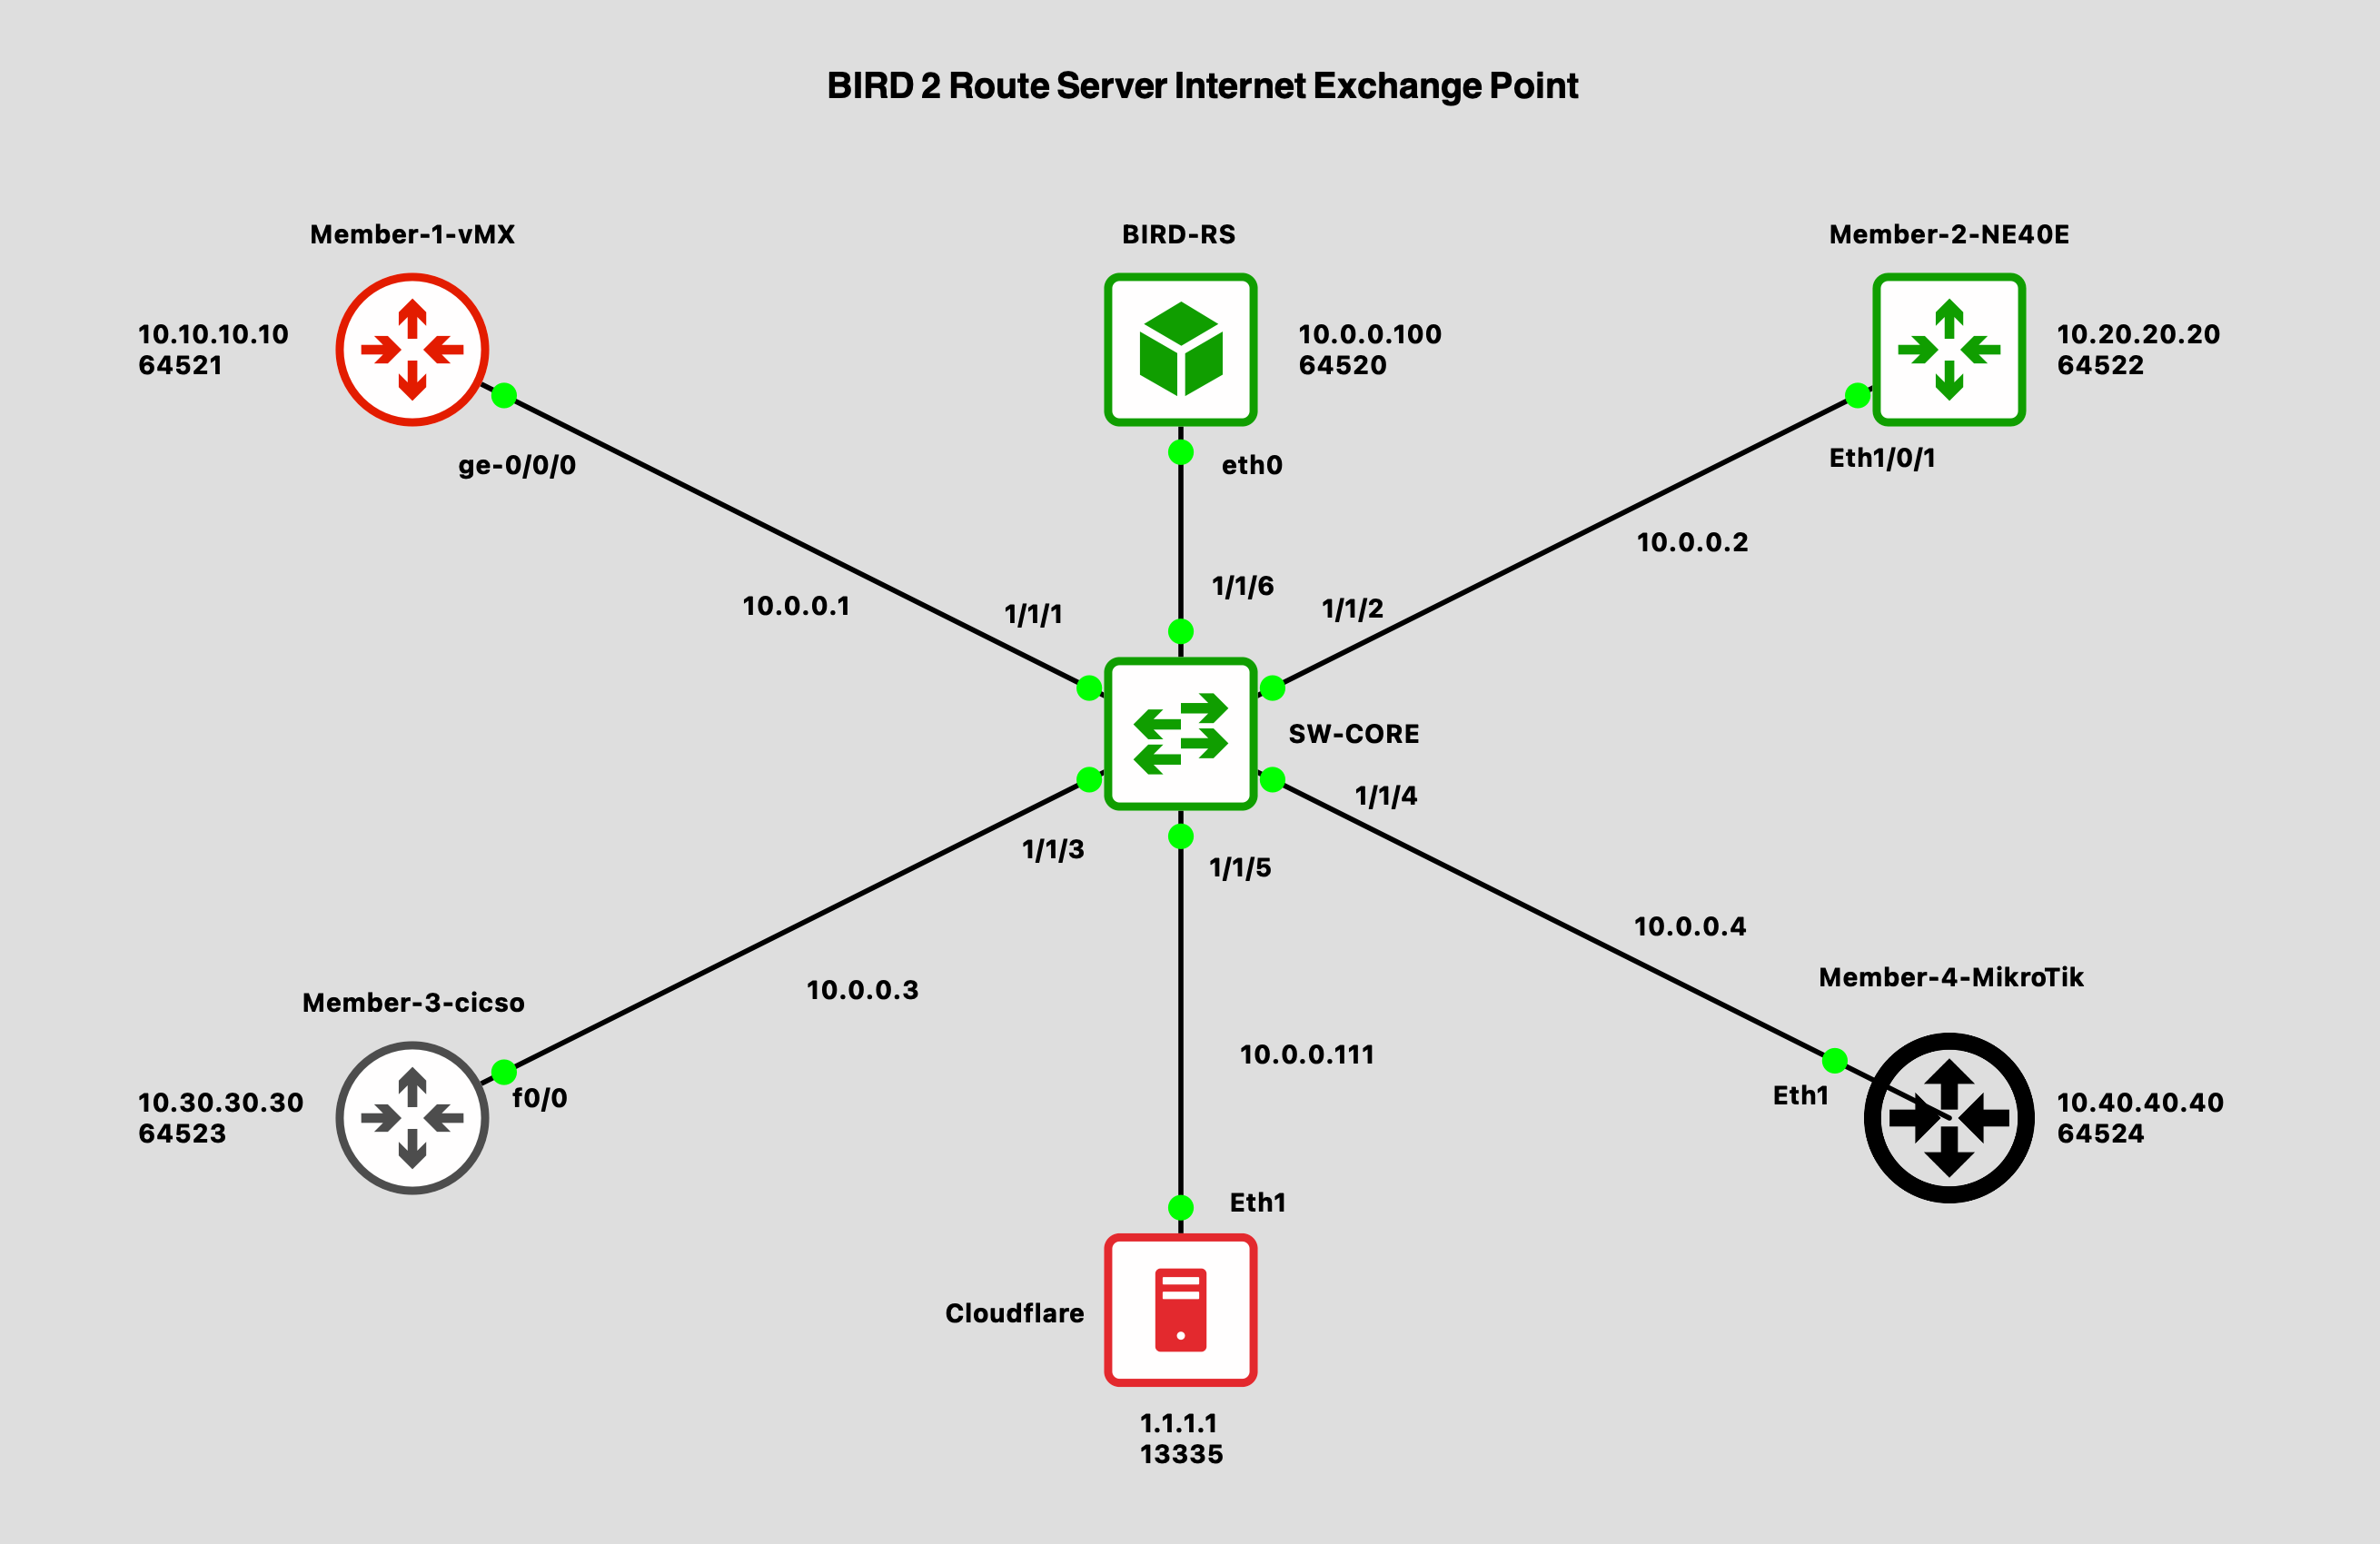 BIRD 2 Route Server Internet Exchange Point
Member-1-vMX
BIRD-RS
Member-2-NE40E
10.10.10.10
64521
10.0.0.100
64520
10.20.20.20
64522
ge-0/0/0
eth0
Eth1/0/1
10.0.0.2
10.0.0.1
1/1/1
1/1/6
1/1/2
SW-CORE
1/1/4
1/1/3
1/1/5
10.0.0.4
Member-3-cicso
10.0.0.3
Member-4-MikroTik
10.0.0.111
10.30.30.30
64523
f0/0
Eth1
10.40.40.40
64524
Eth1
Cloudflare
1.1.1.1
13335